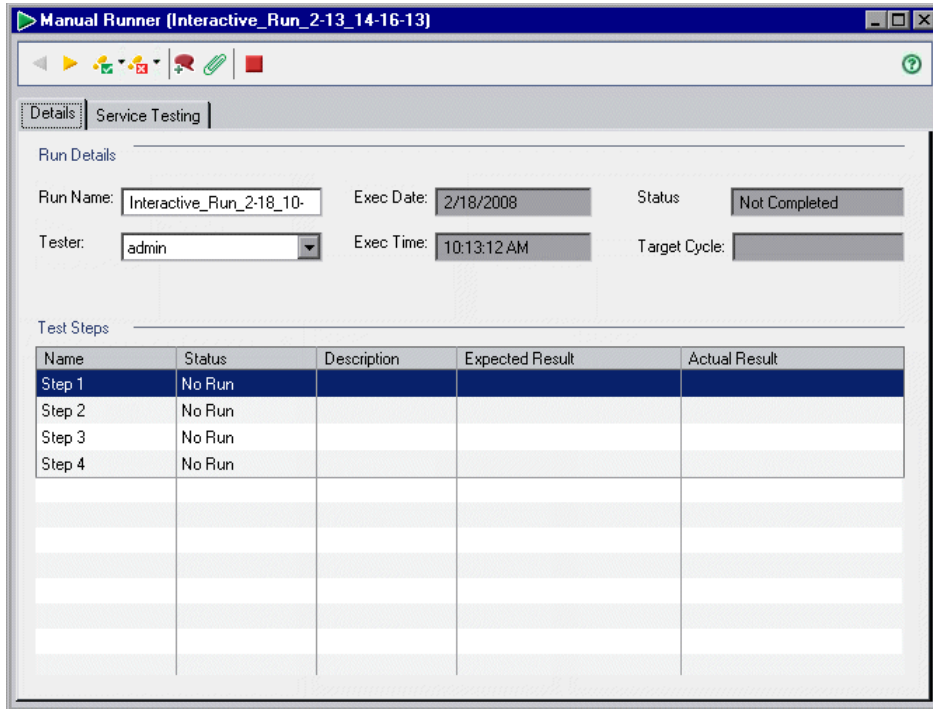 Manual Runner (Interactive_Run_2-13_14-16-13)
Details Service Testing
Run Details
Run Name: Interactive_Run_2-18_10- Exec Date: 2/18/2008 Status Not Completed
Tester: admin Exec Time: 10:13:12 AM Target Cycle:
Test Steps
Name Status Description Expected Result Actual Result
Step 1 No Run
Step 2 No Run
Step 3 No Run
Step 4 No Run